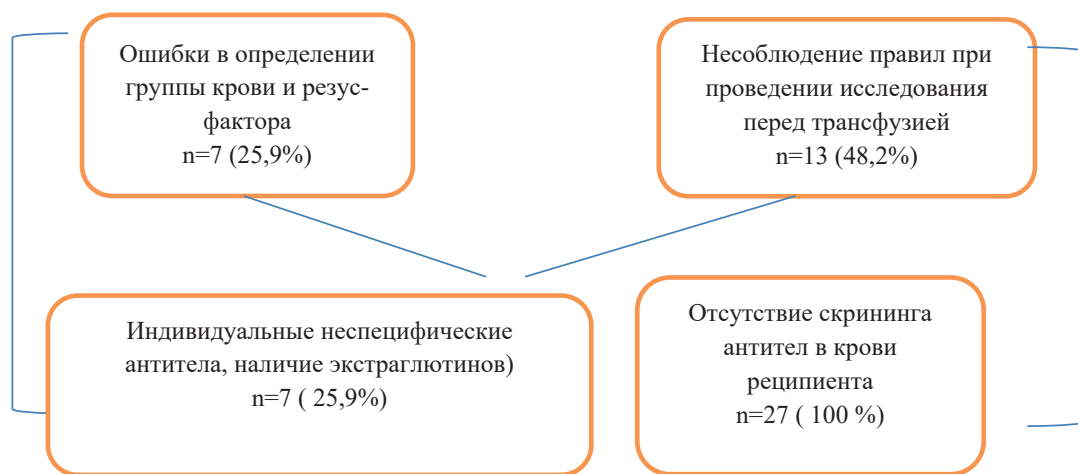 Ошибки в определении
группы крови и резус-
фактора
n=7 (25,9%)
Несоблюдение правил при
проведении исследования
перед трансфузией
n=13 (48,2%)
Индивидуальные неспецифические
антитела, наличие экстраглютинов)
n=7 ( 25,9%)
Отсутствие скрининга
антител в крови
реципиента
n=27 ( 100 %)